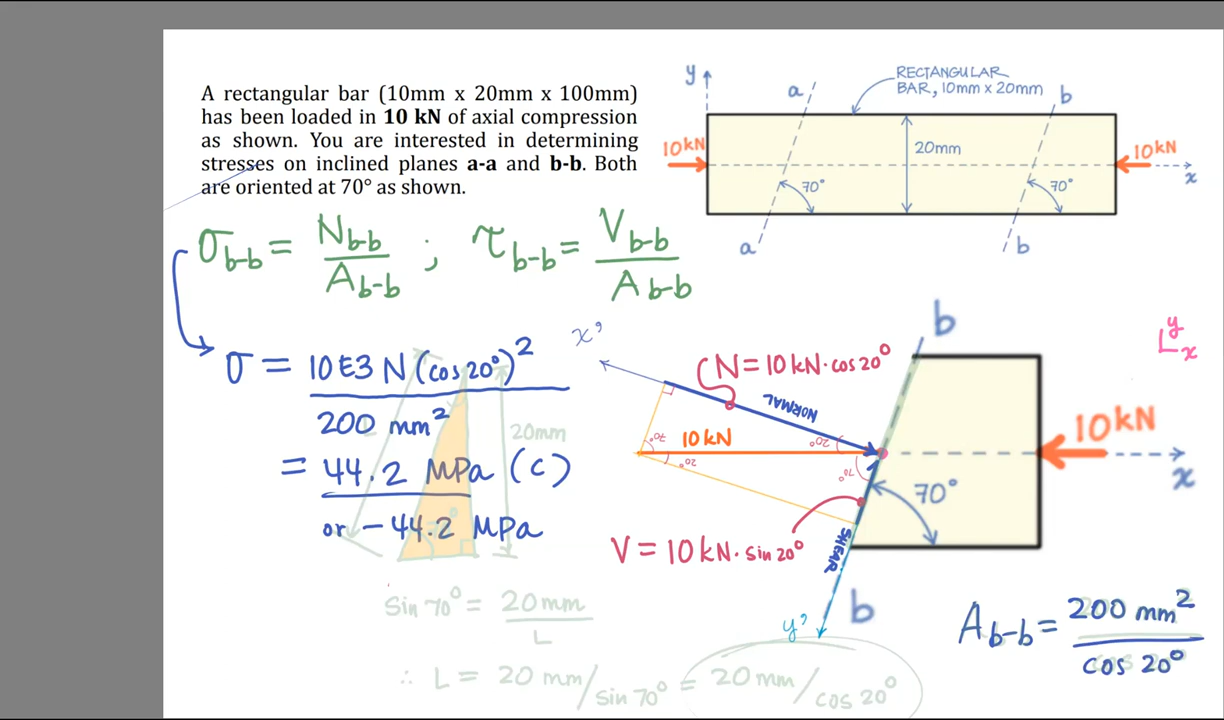 A rectangular bar (10mm x 20mm x 100mm)
has been loaded in 10 kN of axial compression
as shown. You are interested in determining
stresses on inclined planes a-a and b-b. Both
are oriented at 70° as shown.
y
a
RECTANGULAR
BAR, 10mm x 20mm
b
10kN
20mm
10kN
70°
70°
x
a
b
σb-b = Nb-b / Ab-b ; τb-b = Vb-b / Ab-b
σ = 10E3 N (cos 20°)²
200 mm²
= 44.2 MPa (C)
or -44.2 MPa
20mm
sin 70° = 20mm / L
∴ L = 20 mm / sin 70° = 20 mm / cos 20°
x'
N = 10 kN · cos 20°
NORMAL
10 kN
70°
20°
20°
70°
V = 10 kN · sin 20°
SHEAR
y'
b
70°
10kN
x
b
y
x
Ab-b = 200 mm² / cos 20°